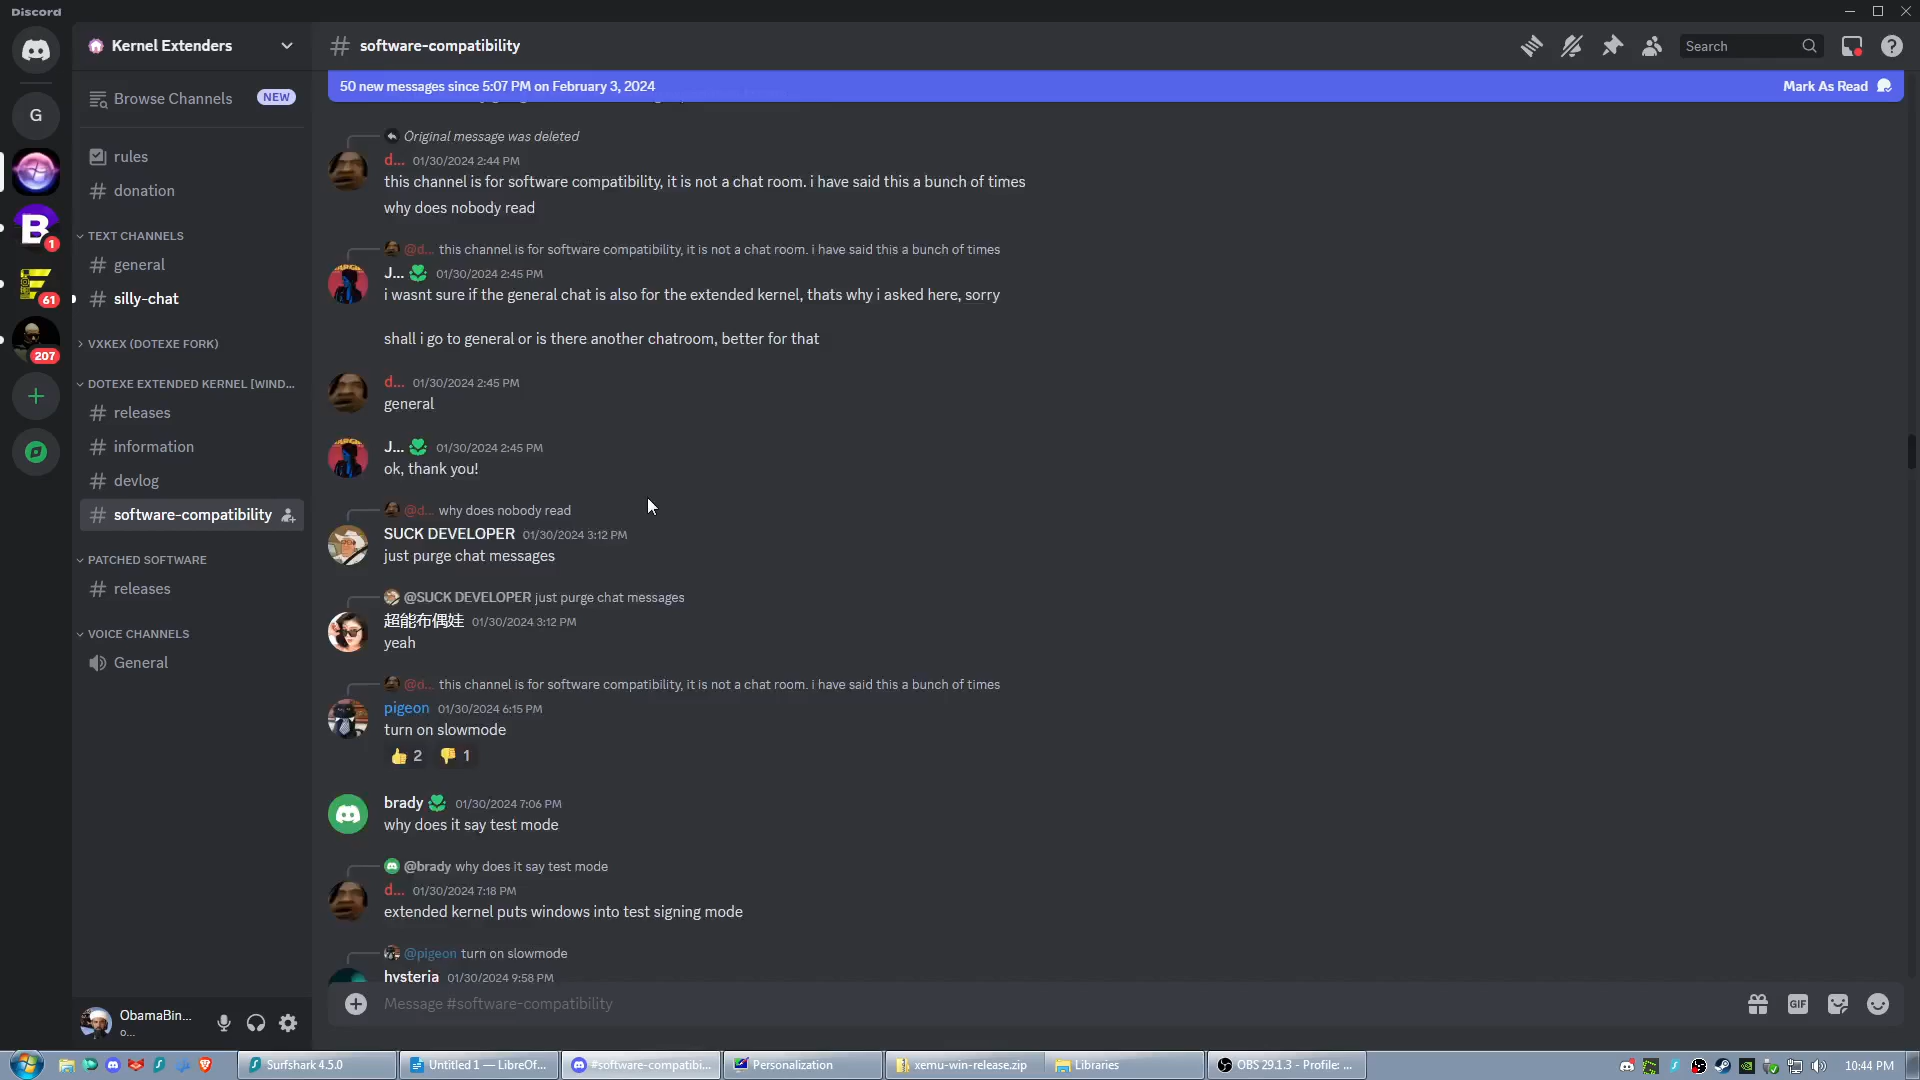 Discord
Kernel Extenders
software-compatibility
Search
50 new messages since 5:07 PM on February 3, 2024
Mark As Read
Browse Channels
NEW
rules
donation
TEXT CHANNELS
general
silly-chat
VXKEX (DOTEXE FORK)
DOTEXE EXTENDED KERNEL [WIND...
releases
information
devlog
software-compatibility
PATCHED SOFTWARE
releases
VOICE CHANNELS
General
G
B
1
61
207
Original message was deleted
d... 01/30/2024 2:44 PM
this channel is for software compatibility, it is not a chat room. i have said this a bunch of times
why does nobody read
@d... this channel is for software compatibility, it is not a chat room. i have said this a bunch of times
J... 01/30/2024 2:45 PM
i wasnt sure if the general chat is also for the extended kernel, thats why i asked here, sorry
shall i go to general or is there another chatroom, better for that
d... 01/30/2024 2:45 PM
general
J... 01/30/2024 2:45 PM
ok, thank you!
@d... why does nobody read
SUCK DEVELOPER 01/30/2024 3:12 PM
just purge chat messages
@SUCK DEVELOPER just purge chat messages
超能布偶娃 01/30/2024 3:12 PM
yeah
@d... this channel is for software compatibility, it is not a chat room. i have said this a bunch of times
pigeon 01/30/2024 6:15 PM
turn on slowmode
2 1
brady 01/30/2024 7:06 PM
why does it say test mode
@brady why does it say test mode
d... 01/30/2024 7:18 PM
extended kernel puts windows into test signing mode
@pigeon turn on slowmode
hysteria 01/30/2024 9:58 PM
Message #software-compatibility
GIF
ObamaBin...
o...
Surfshark 4.5.0
Untitled 1 — LibreOf...
#software-compatibi...
Personalization
xemu-win-release.zip
Libraries
OBS 29.1.3 - Profile: ...
10:44 PM